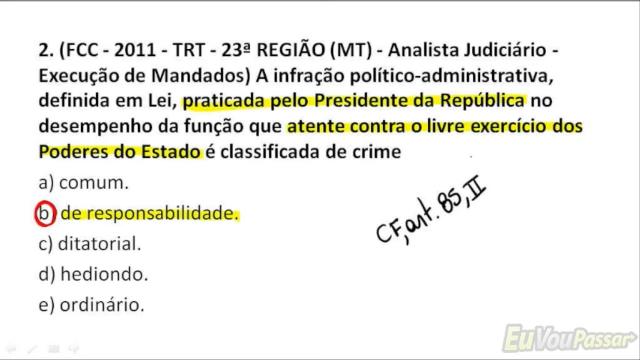 2. (FCC - 2011 - TRT - 23ª REGIÃO (MT) - Analista Judiciário -
Execução de Mandados) A infração político-administrativa,
definida em Lei, praticada pelo Presidente da República no
desempenho da função que atente contra o livre exercício dos
Poderes do Estado é classificada de crime
a) comum.
b) de responsabilidade.
CF, art. 85, II
c) ditatorial.
d) hediondo.
e) ordinário.
EuVouPassar